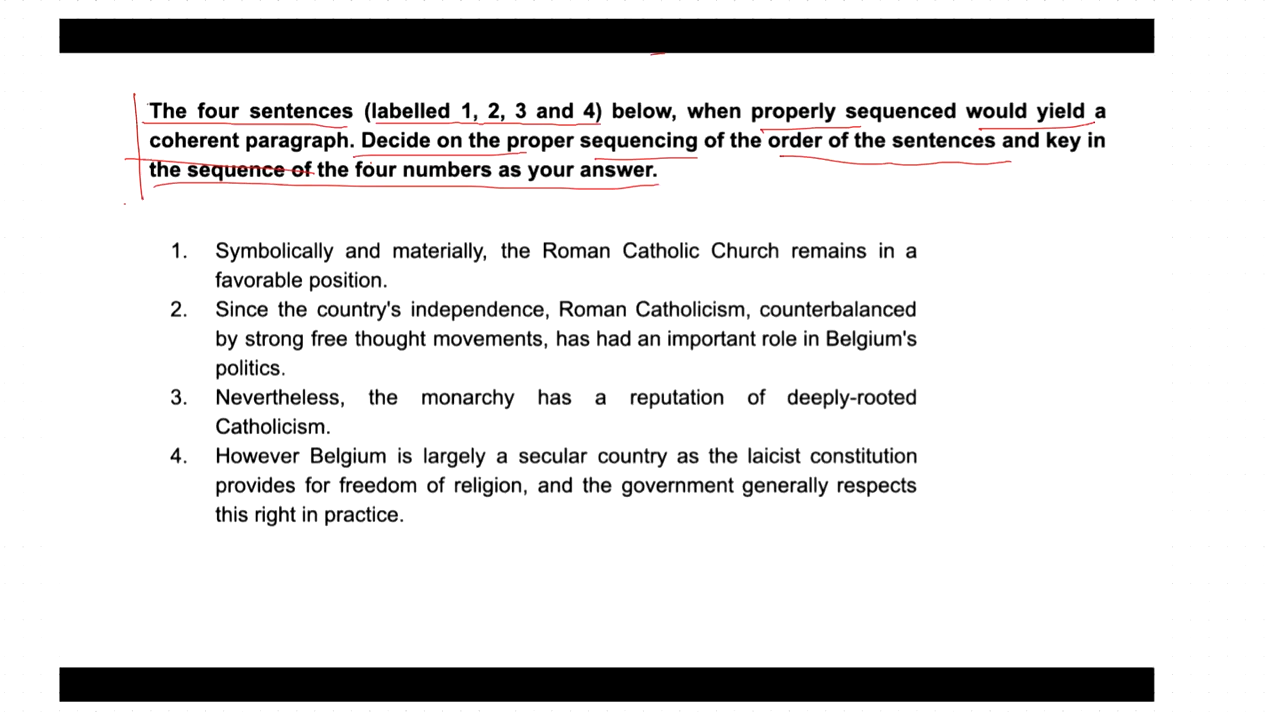 The four sentences (labelled 1, 2, 3 and 4) below, when properly sequenced would yield a
coherent paragraph. Decide on the proper sequencing of the order of the sentences and key in
the sequence of the four numbers as your answer.
1. Symbolically and materially, the Roman Catholic Church remains in a
favorable position.
2. Since the country's independence, Roman Catholicism, counterbalanced
by strong free thought movements, has had an important role in Belgium's
politics.
3. Nevertheless, the monarchy has a reputation of deeply-rooted
Catholicism.
4. However Belgium is largely a secular country as the laicist constitution
provides for freedom of religion, and the government generally respects
this right in practice.